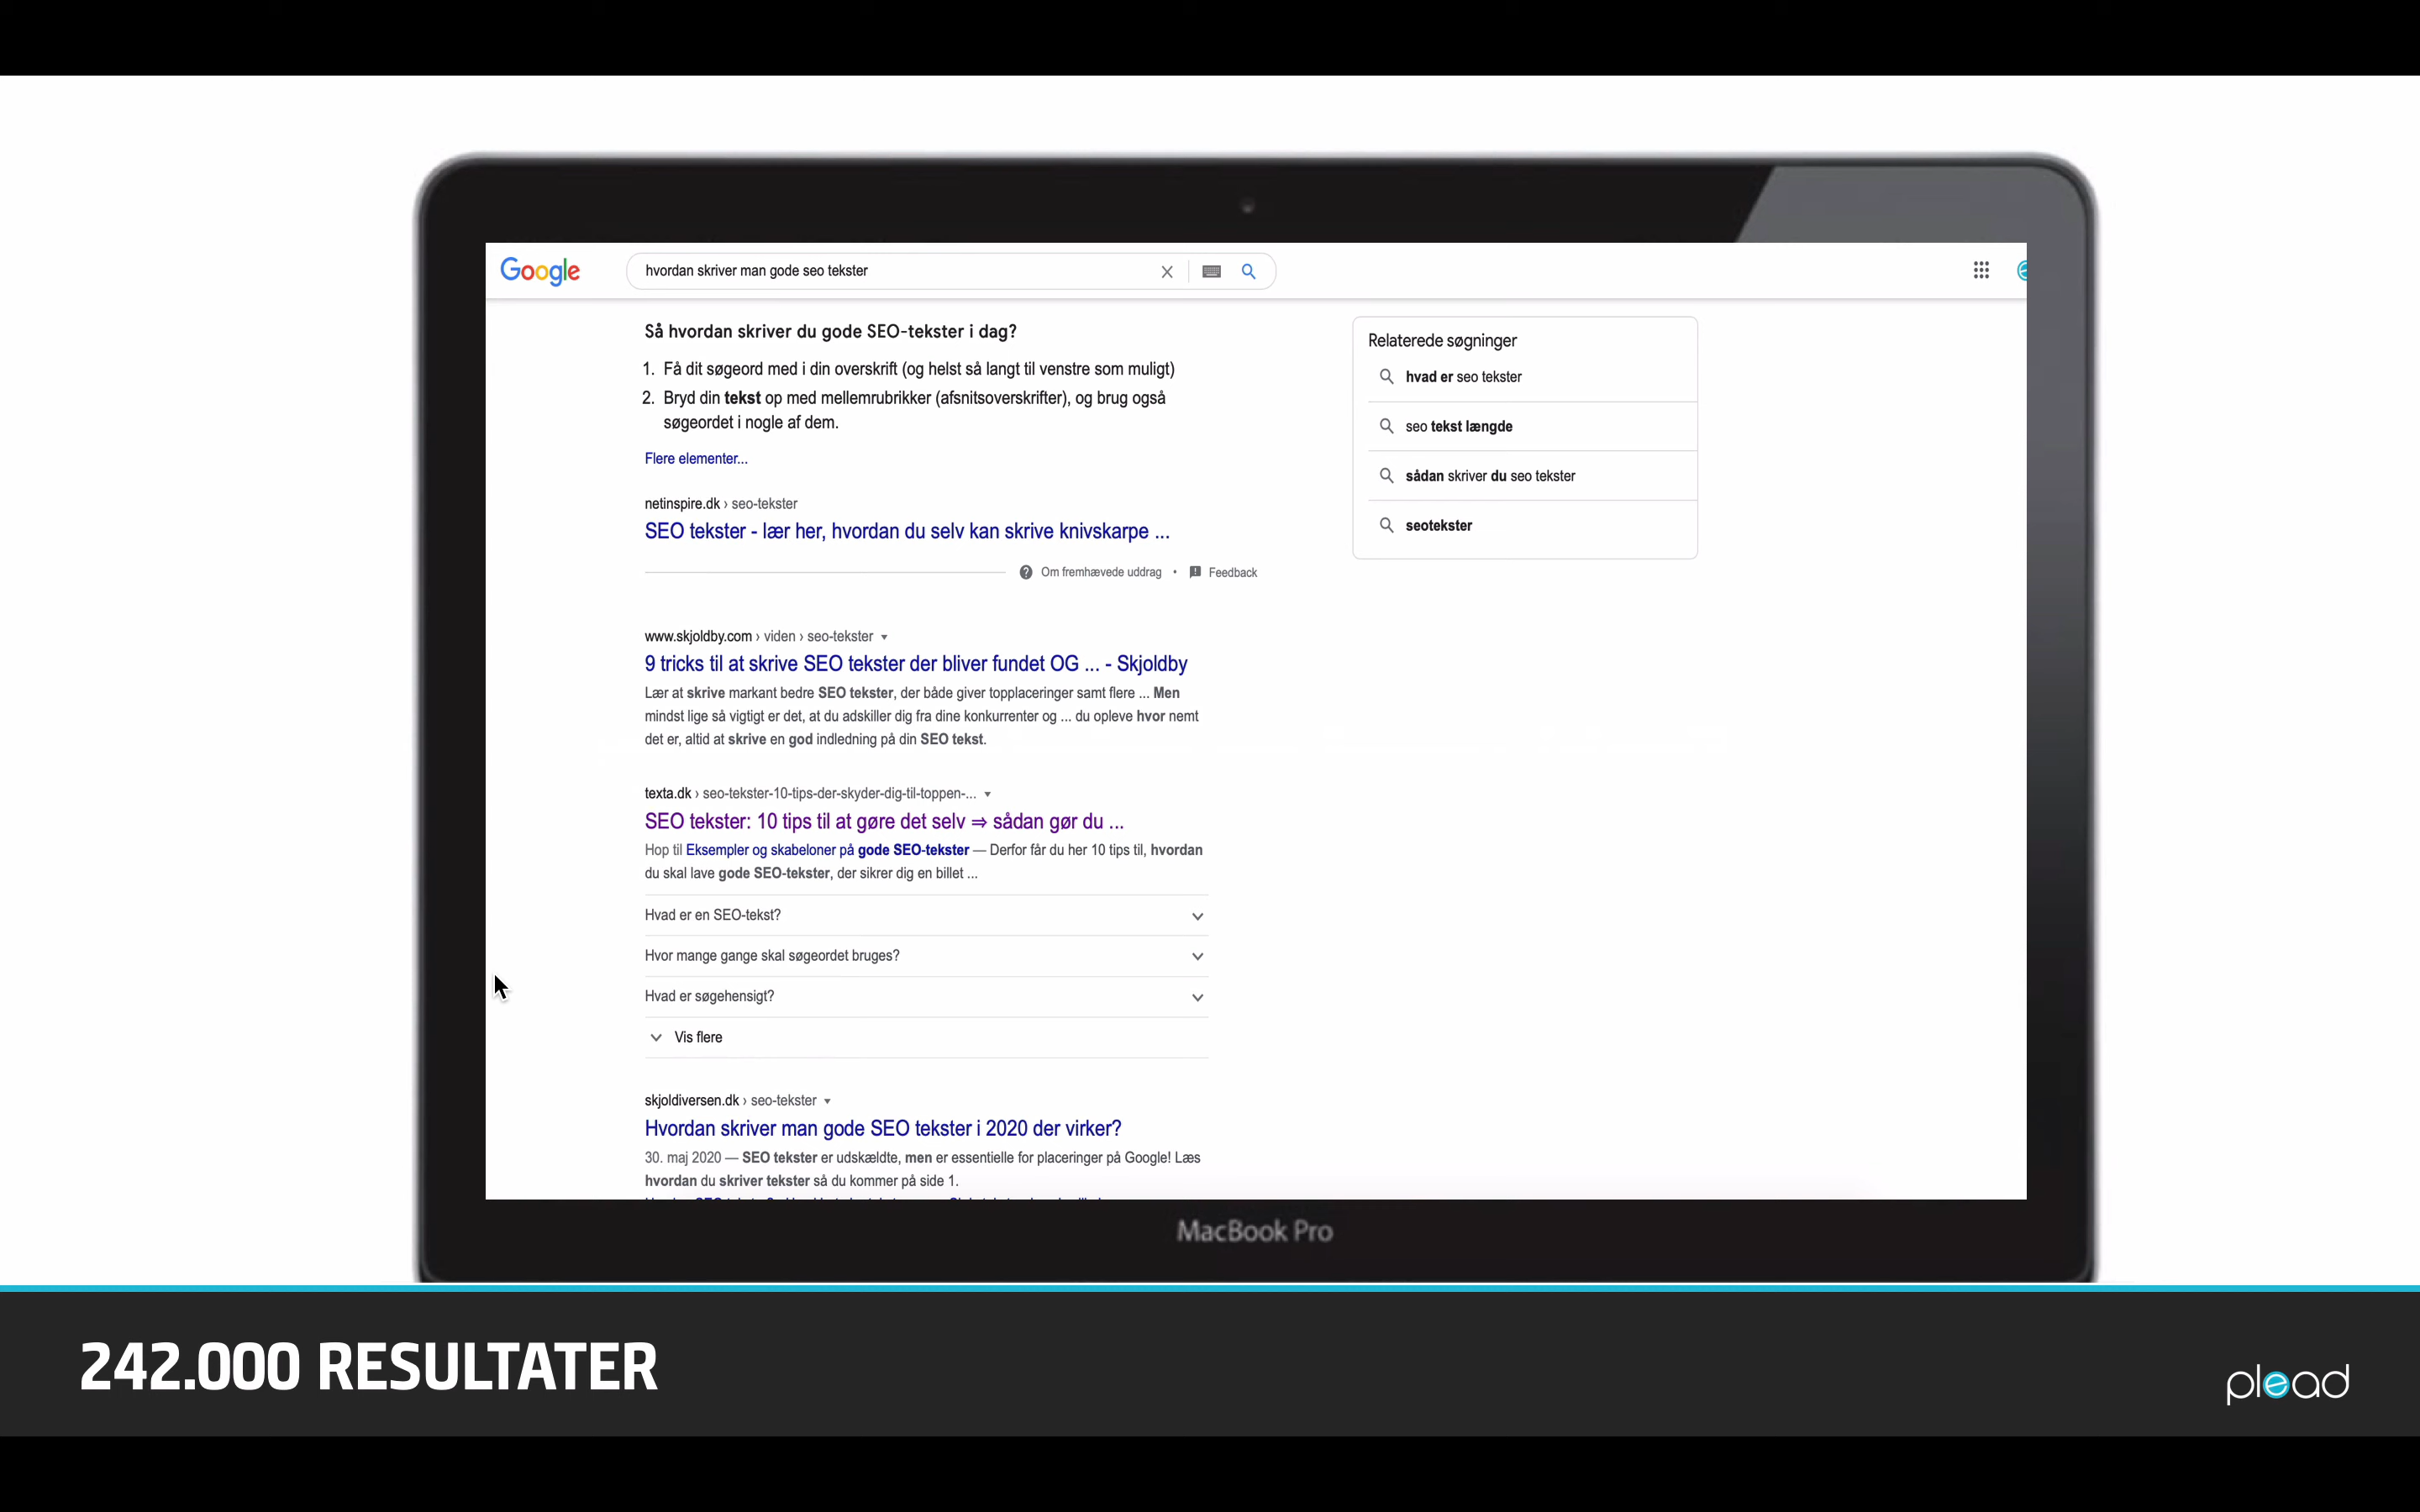 Google
hvordan skriver man gode seo tekster
Så hvordan skriver du gode SEO-tekster i dag?
1. Få dit søgeord med i din overskrift (og helst så langt til venstre som muligt)
2. Bryd din tekst op med mellemrubrikker (afsnitsoverskrifter), og brug også
søgeordet i nogle af dem.
Flere elementer...
netinspire.dk › seo-tekster
SEO tekster - lær her, hvordan du selv kan skrive knivskarpe ...
Om fremhævede uddrag • Feedback
www.skjoldby.com › viden › seo-tekster
9 tricks til at skrive SEO tekster der bliver fundet OG ... - Skjoldby
Lær at skrive markant bedre SEO tekster, der både giver topplaceringer samt flere ... Men
mindst lige så vigtigt er det, at du adskiller dig fra dine konkurrenter og ... du opleve hvor nemt
det er, altid at skrive en god indledning på din SEO tekst.
texta.dk › seo-tekster-10-tips-der-skyder-dig-til-toppen-...
SEO tekster: 10 tips til at gøre det selv ⇒ sådan gør du ...
Hop til Eksempler og skabeloner på gode SEO-tekster — Derfor får du her 10 tips til, hvordan
du skal lave gode SEO-tekster, der sikrer dig en billet ...
Hvad er en SEO-tekst?
Hvor mange gange skal søgeordet bruges?
Hvad er søgehensigt?
Vis flere
skjoldiversen.dk › seo-tekster
Hvordan skriver man gode SEO tekster i 2020 der virker?
30. maj 2020 — SEO tekster er udskældte, men er essentielle for placeringer på Google! Læs
hvordan du skriver tekster så du kommer på side 1.
Relaterede søgninger
hvad er seo tekster
seo tekst længde
sådan skriver du seo tekster
seotekster
MacBook Pro
242.000 RESULTATER
plead